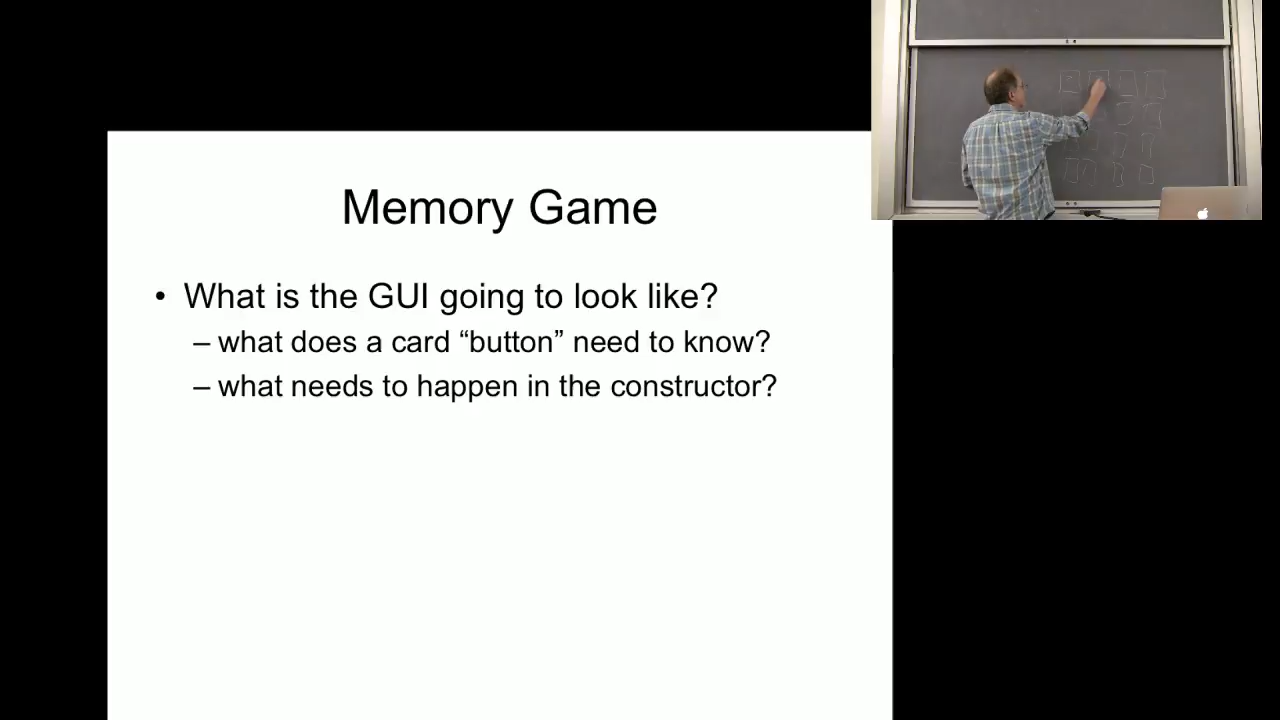 Memory Game
• What is the GUI going to look like?
– what does a card “button” need to know?
– what needs to happen in the constructor?